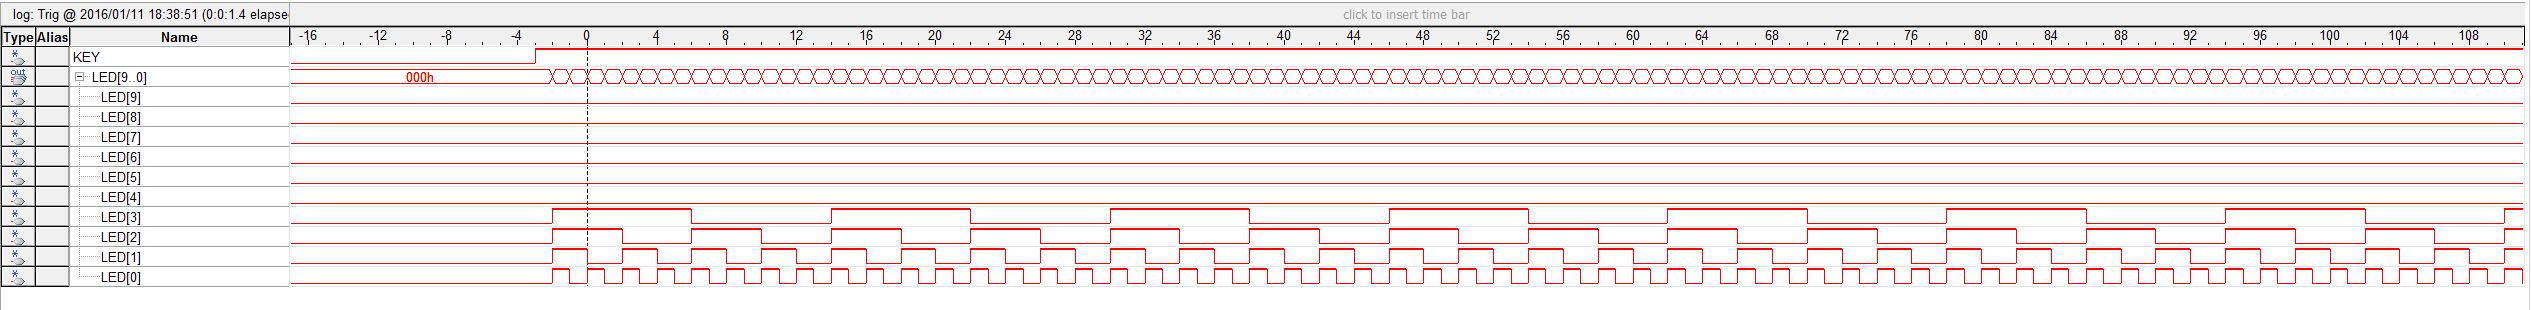 log: Trig @ 2016/01/11 18:38:51 (0:0:1.4 elapse
click to insert time bar
Type Alias Name -16 -12 -8 -4 0 4 8 12 16 20 24 28 32 36 40 44 48 52 56 60 64 68 72 76 80 84 88 92 96 100 104 108
* KEY
out LED[9..0] 000h
* LED[9]
* LED[8]
* LED[7]
* LED[6]
* LED[5]
* LED[4]
* LED[3]
* LED[2]
* LED[1]
* LED[0]